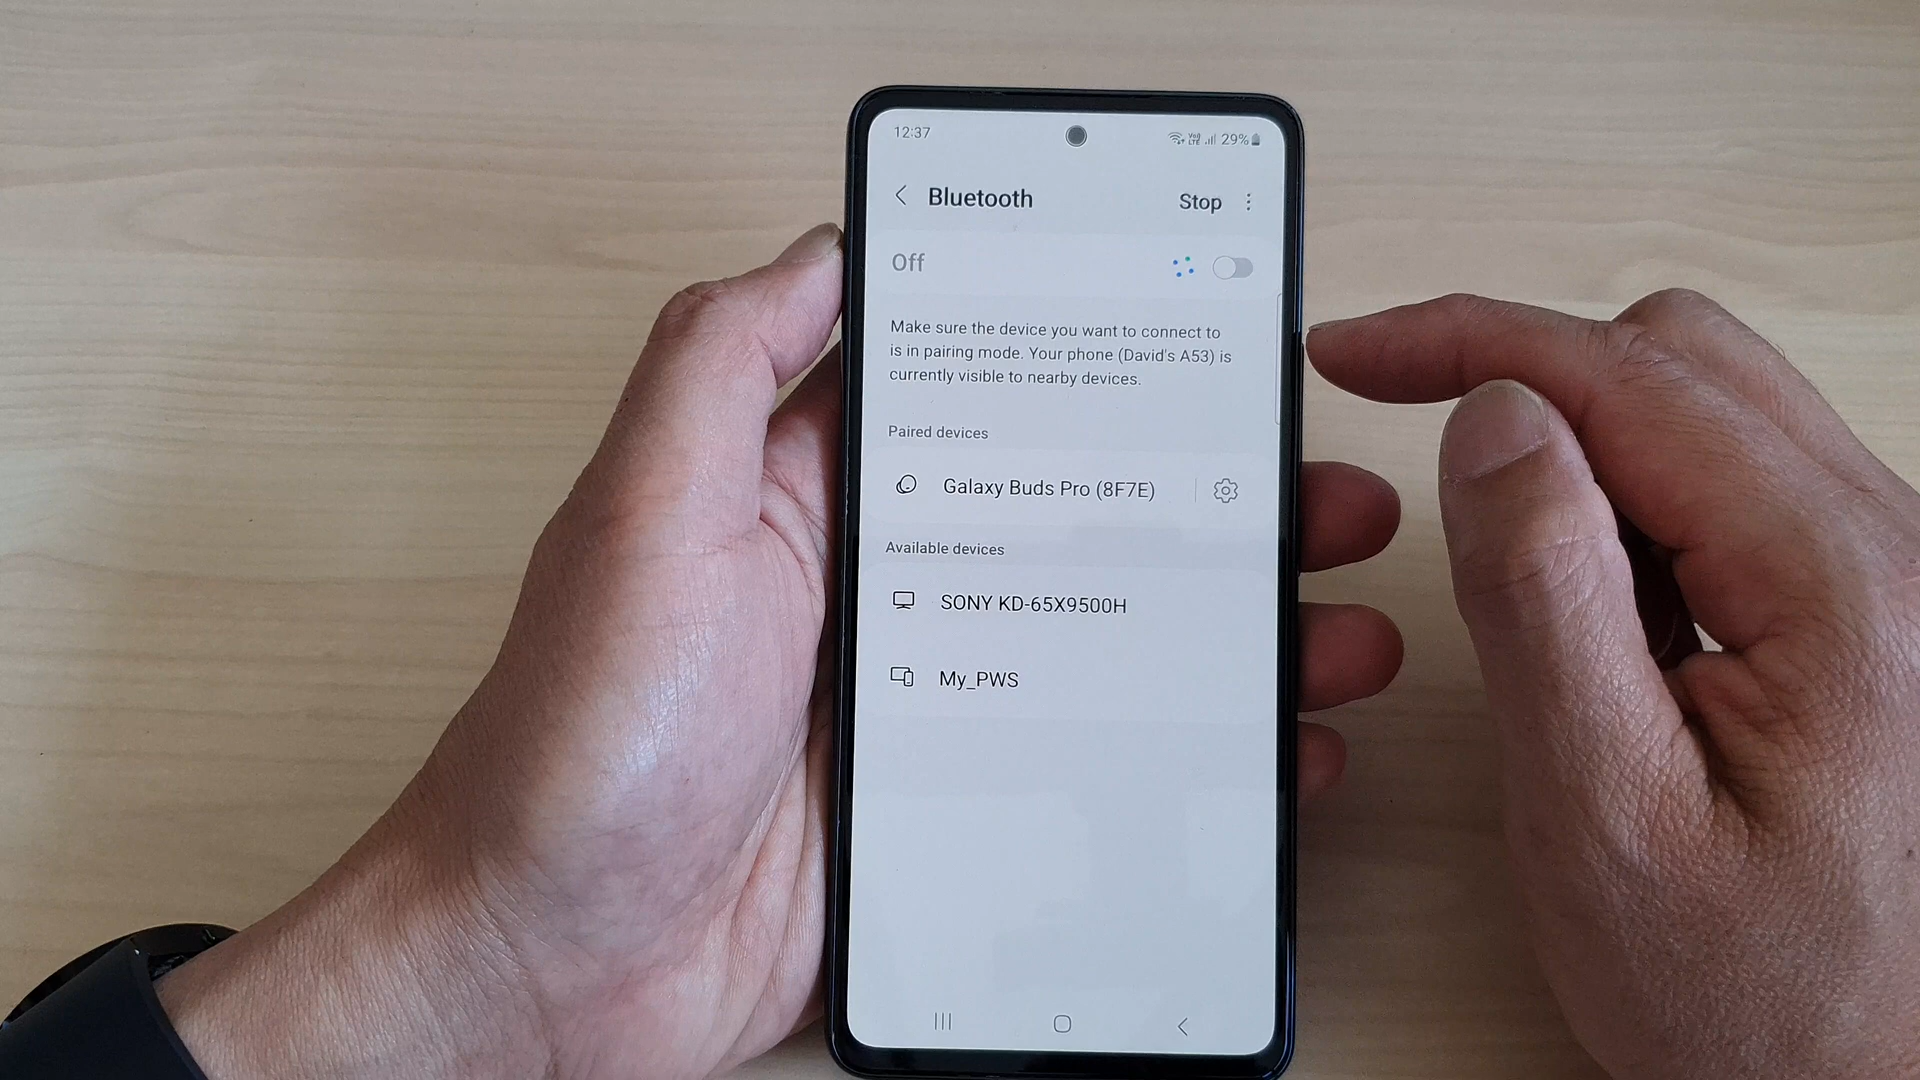 12:37
29%
Bluetooth
Stop
Off
Make sure the device you want to connect to
is in pairing mode. Your phone (David's A53) is
currently visible to nearby devices.
Paired devices
Galaxy Buds Pro (8F7E)
Available devices
SONY KD-65X9500H
My_PWS